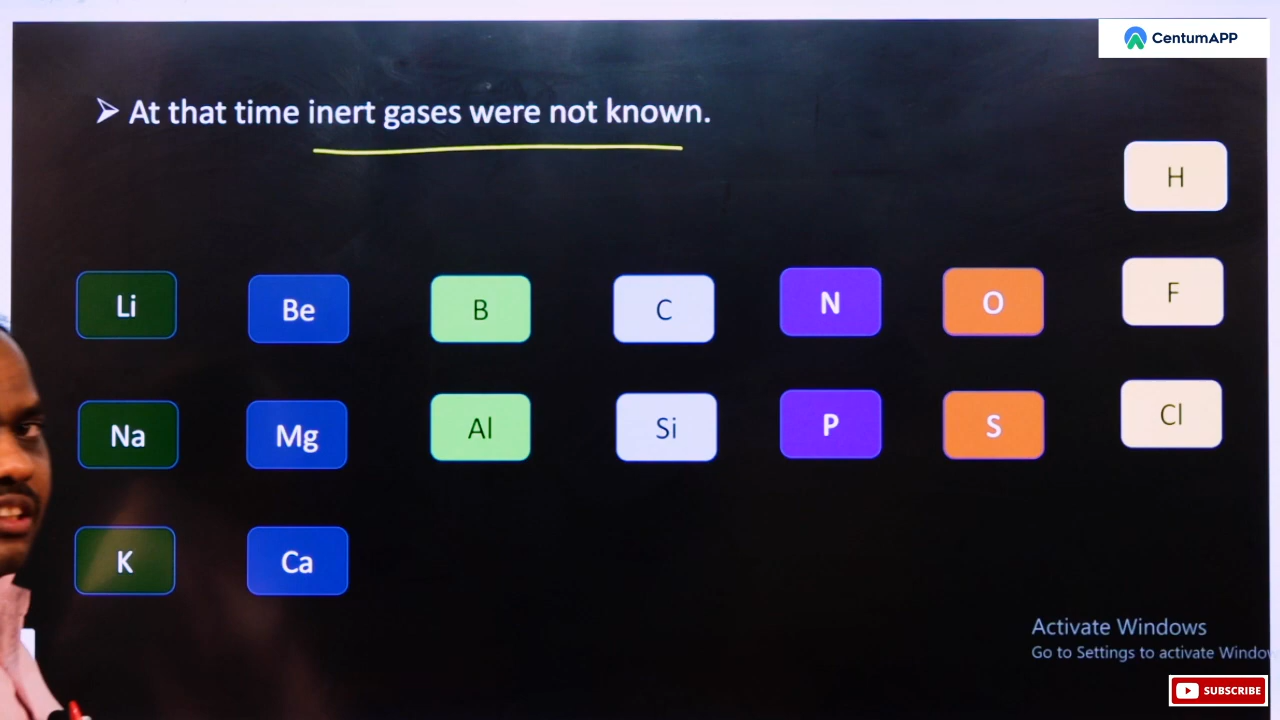 CentumAPP
➢ At that time inert gases were not known.
H
Li Be B C N O F
Na Mg Al Si P S Cl
K Ca
Activate Windows
Go to Settings to activate Windo
SUBSCRIBE